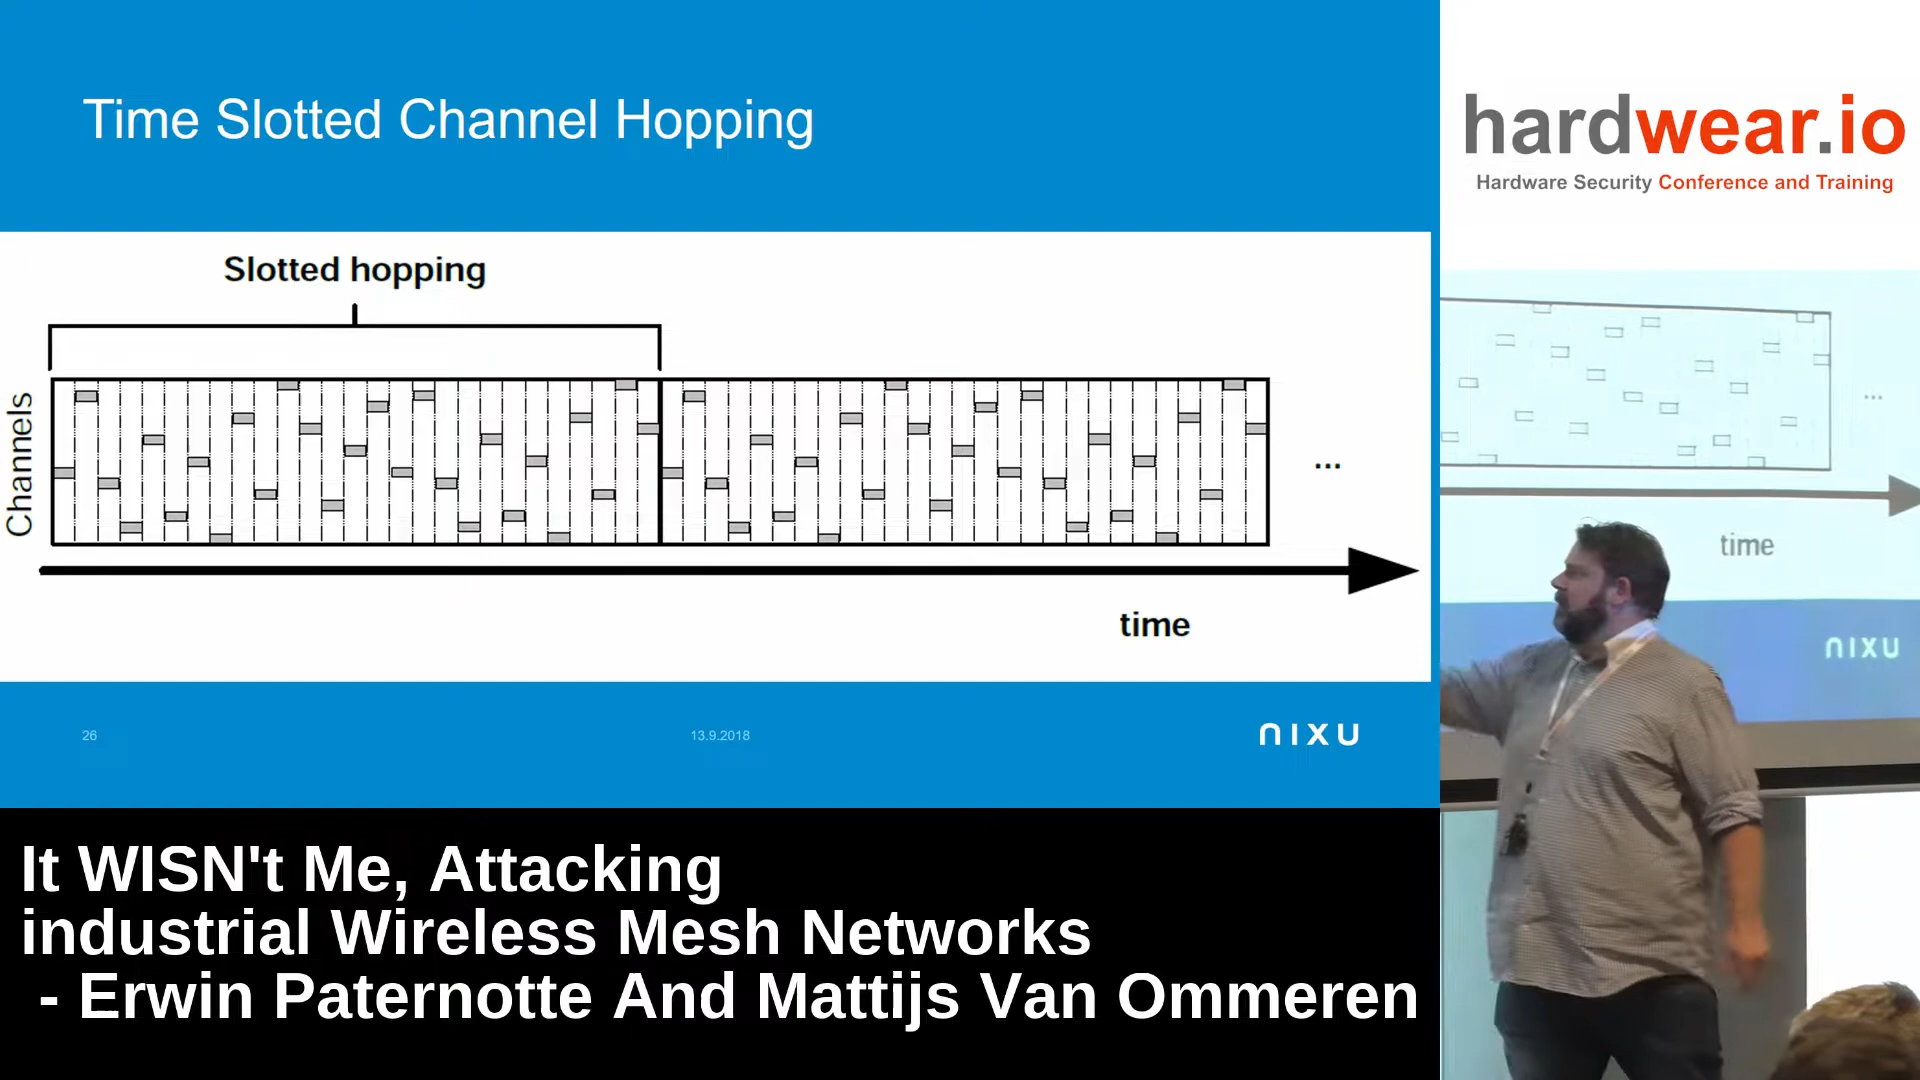 Time Slotted Channel Hopping
hardwear.io
Hardware Security Conference and Training
Slotted hopping
Channels
...
time
26
13.9.2018
nixu
...
time
nixu
It WISN't Me, Attacking
industrial Wireless Mesh Networks
- Erwin Paternotte And Mattijs Van Ommeren